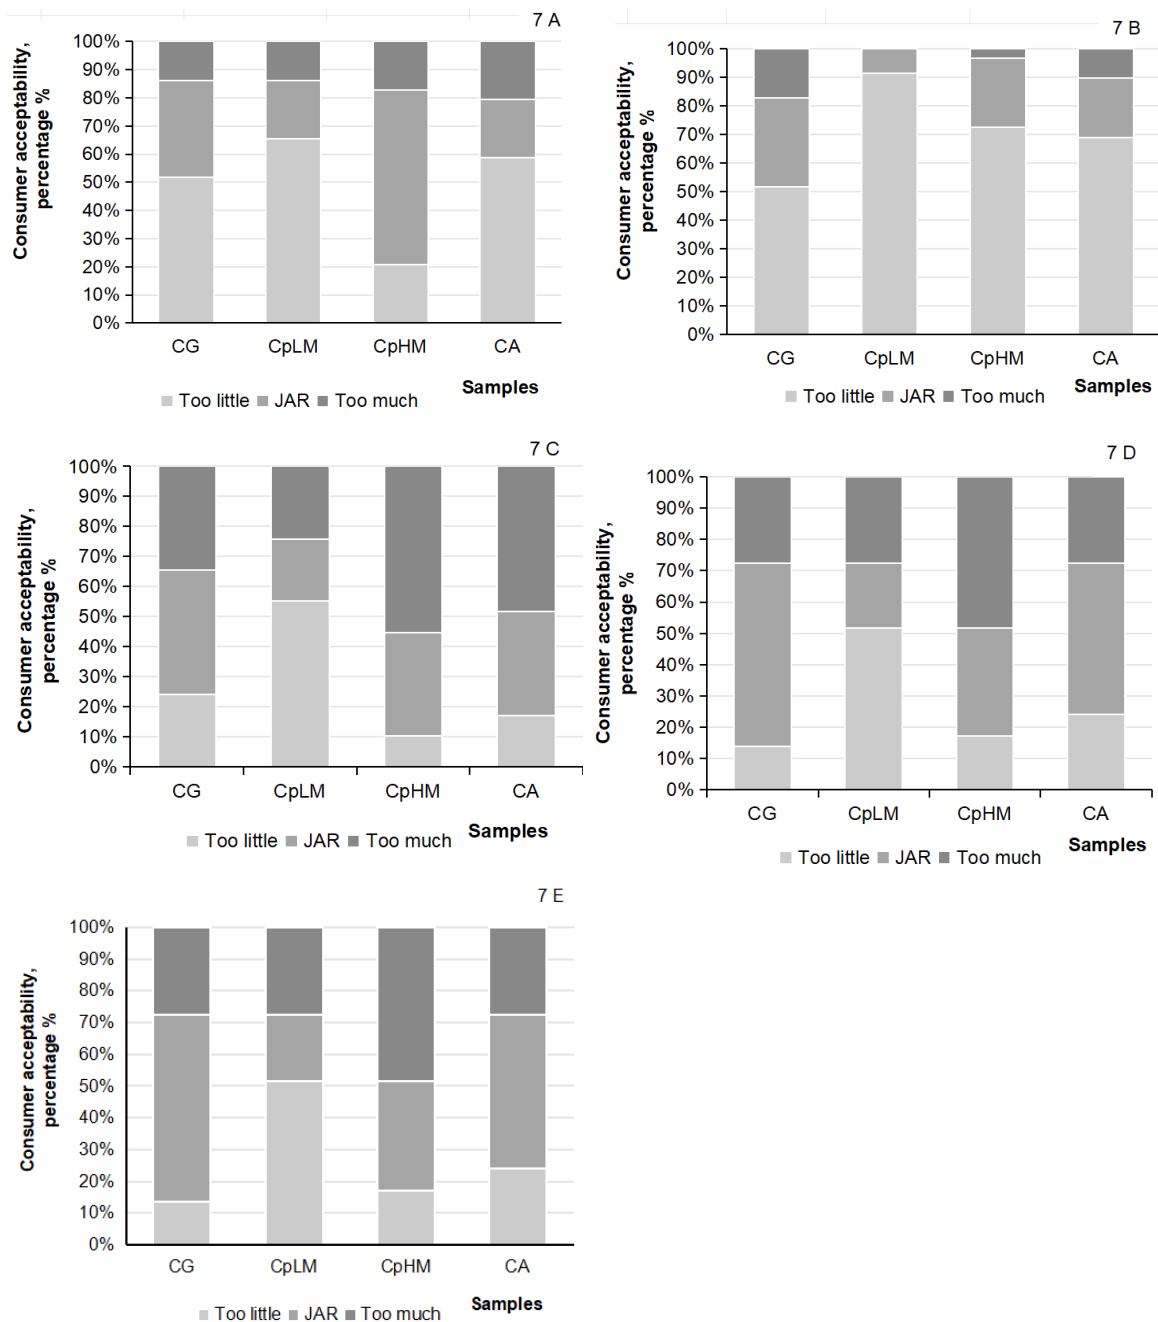 7 A
Consumer acceptability,
percentage %
100%
90%
80%
70%
60%
50%
40%
30%
20%
10%
0%
CG CpLM CpHM CA
Samples
Too little JAR Too much
7 B
Consumer acceptability,
percentage %
100%
90%
80%
70%
60%
50%
40%
30%
20%
10%
0%
CG CpLM CpHM CA
Samples
Too little JAR Too much
7 C
Consumer acceptability,
percentage %
100%
90%
80%
70%
60%
50%
40%
30%
20%
10%
0%
CG CpLM CpHM CA
Samples
Too little JAR Too much
7 D
Consumer acceptability,
percentage %
100%
90%
80%
70%
60%
50%
40%
30%
20%
10%
0%
CG CpLM CpHM CA
Samples
Too little JAR Too much
7 E
Consumer acceptability,
percentage %
100%
90%
80%
70%
60%
50%
40%
30%
20%
10%
0%
CG CpLM CpHM CA
Samples
Too little JAR Too much